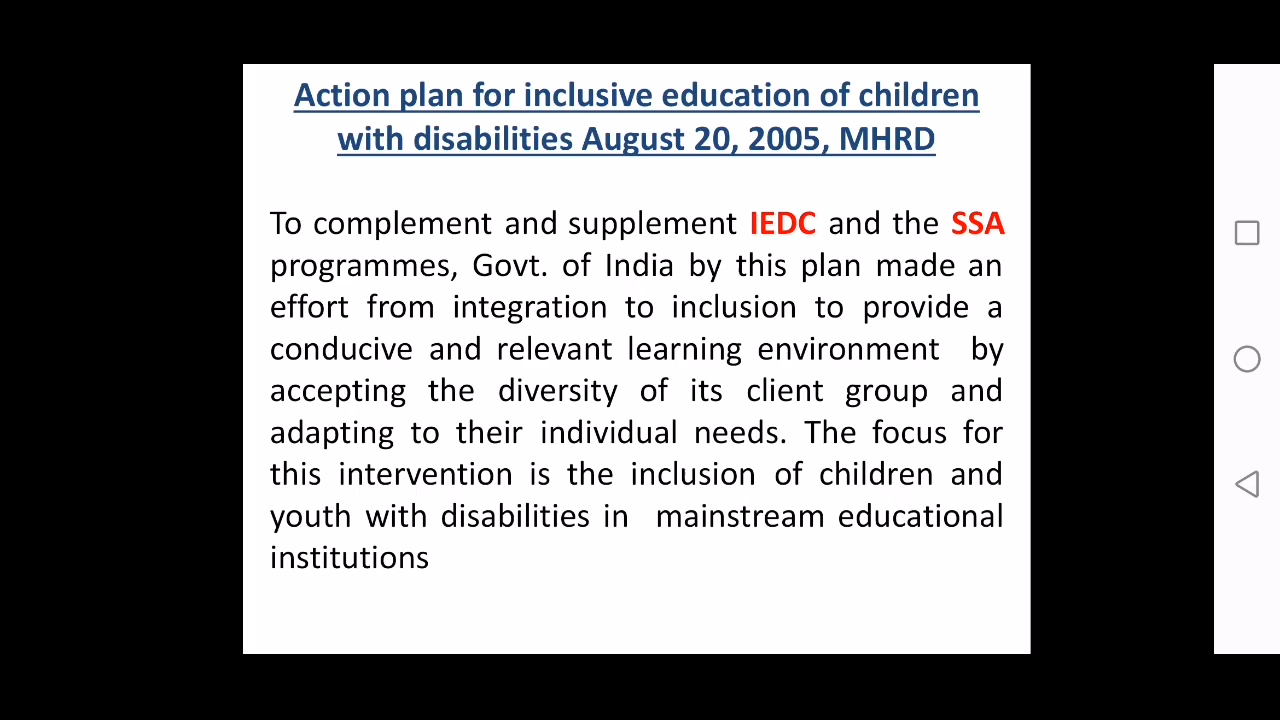 Action plan for inclusive education of children
with disabilities August 20, 2005, MHRD
To complement and supplement IEDC and the SSA
programmes, Govt. of India by this plan made an
effort from integration to inclusion to provide a
conducive and relevant learning environment by
accepting the diversity of its client group and
adapting to their individual needs. The focus for
this intervention is the inclusion of children and
youth with disabilities in mainstream educational
institutions